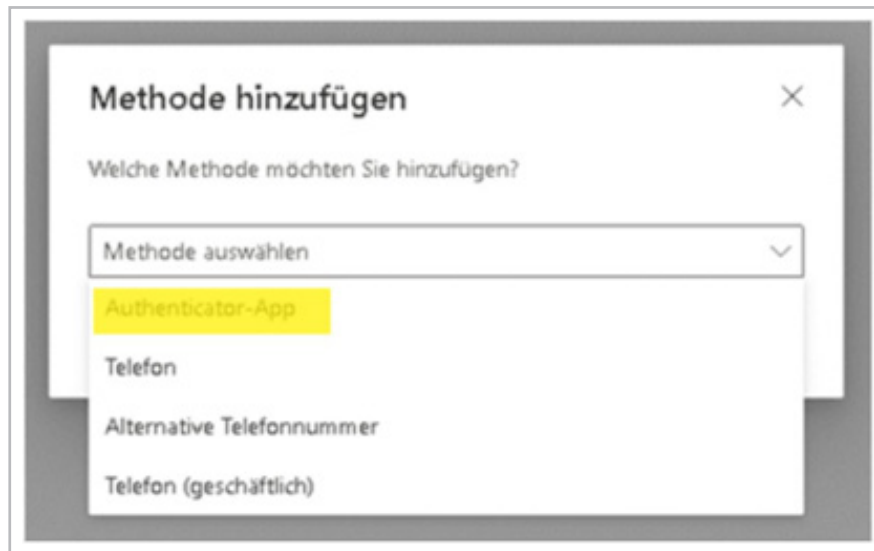 Methode hinzufügen
Welche Methode möchten Sie hinzufügen?
Methode auswählen
Authenticator-App
Telefon
Alternative Telefonnummer
Telefon (geschäftlich)